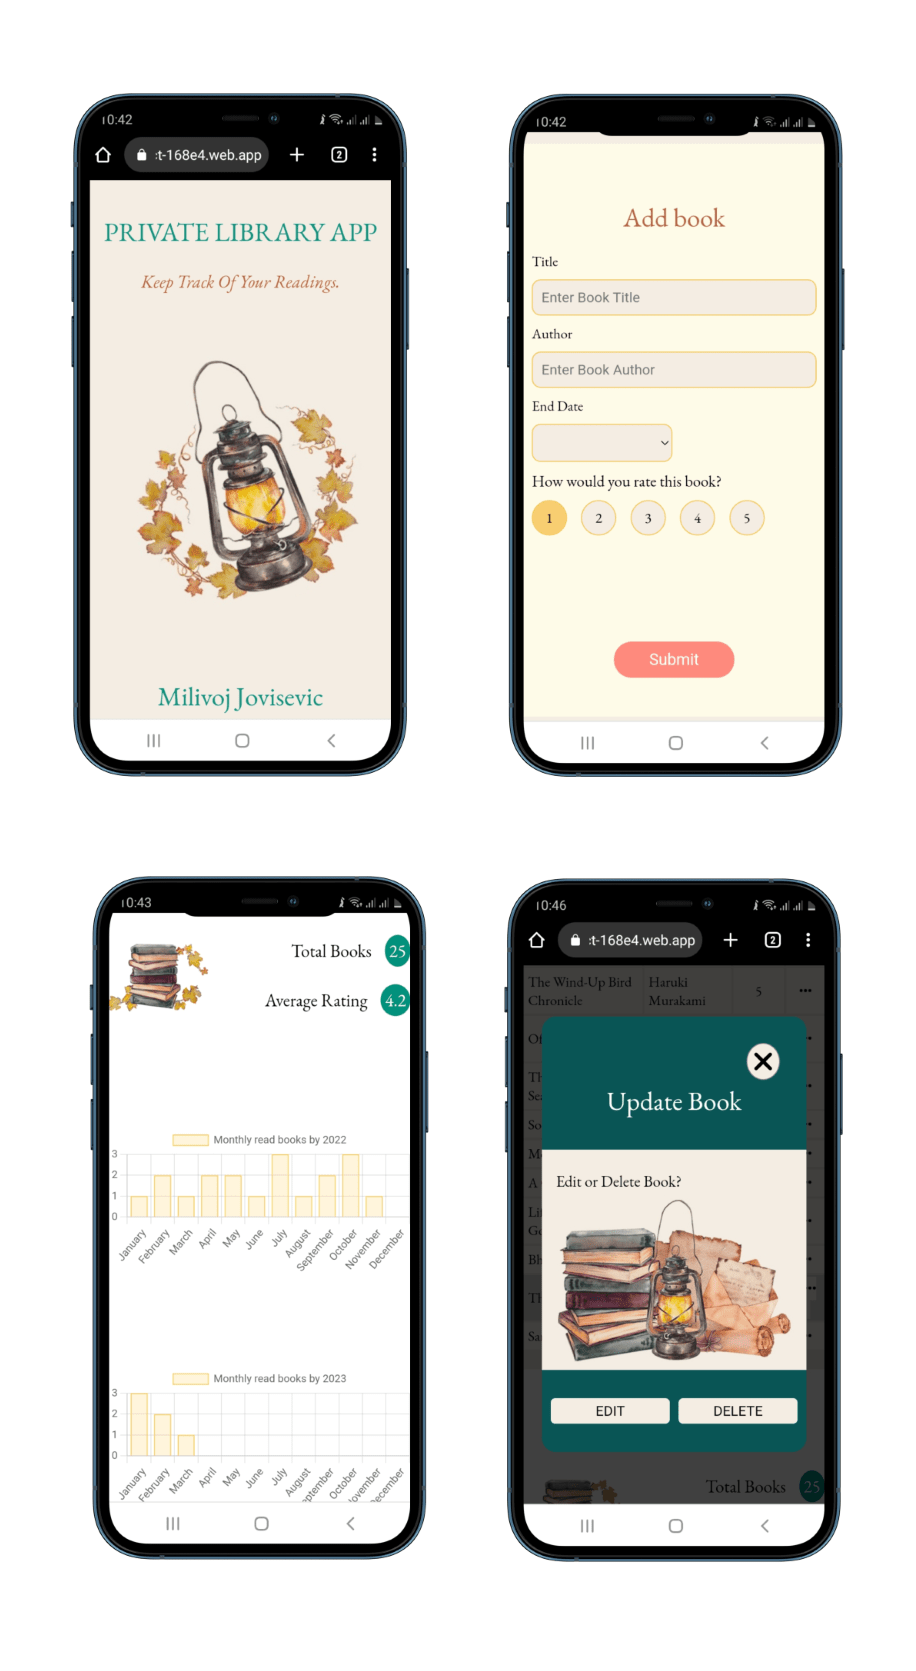 10:42
:t-168e4.web.app
2
PRIVATE LIBRARY APP
Keep Track Of Your Readings.
Milivoj Jovisevic
10:42
Add book
Title
Enter Book Title
Author
Enter Book Author
End Date
How would you rate this book?
1 2 3 4 5
Submit
10:43
Total Books 25
Average Rating 4.2
Monthly read books by 2022
3
2
1
0
January February March April May June July August September October November December
Monthly read books by 2023
3
2
1
0
January February March April May June July August ptember October lovember ecember
10:46
:t-168e4.web.app
2
The Wind-Up Bird Haruki
Chronicle Murakami 5
Update Book
Edit or Delete Book?
EDIT DELETE
Total Books 25